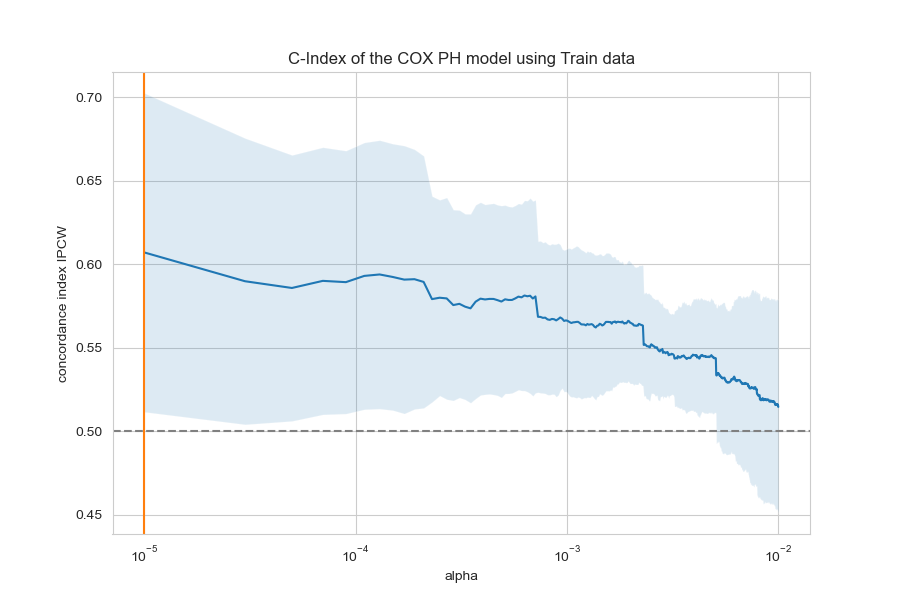 C-Index of the COX PH model using Train data
concordance index IPCW
0.70
0.65
0.60
0.55
0.50
0.45
10⁻⁵ 10⁻⁴ 10⁻³ 10⁻²
alpha